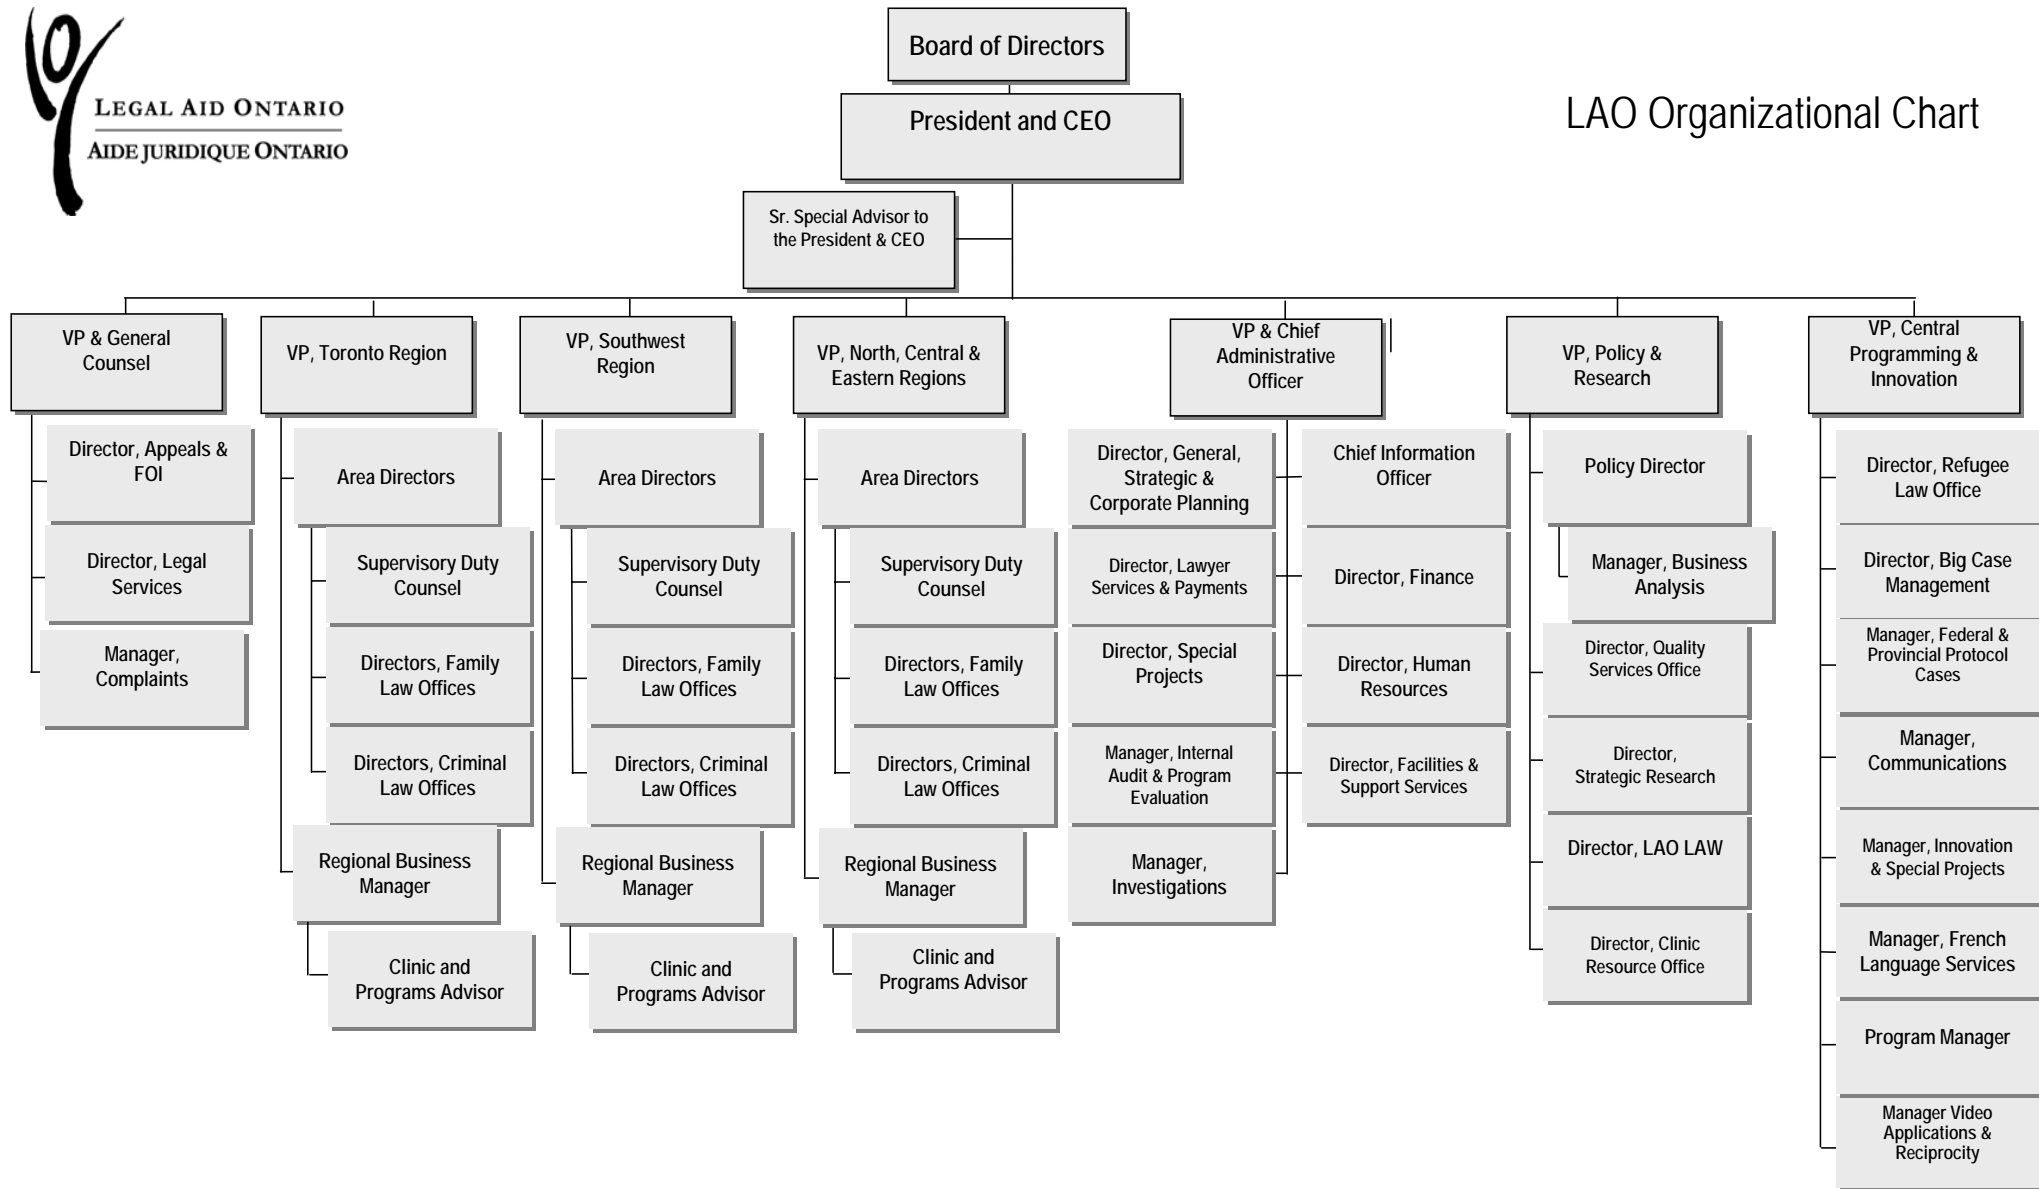 LEGAL AID ONTARIO
AIDE JURIDIQUE ONTARIO
LAO Organizational Chart
Board of Directors
President and CEO
Sr. Special Advisor to
the President & CEO
VP & General
Counsel
Director, Appeals &
FOI
Director, Legal
Services
Manager,
Complaints
VP, Toronto Region
Area Directors
Supervisory Duty
Counsel
Directors, Family
Law Offices
Directors, Criminal
Law Offices
Regional Business
Manager
Clinic and
Programs Advisor
VP, Southwest
Region
Area Directors
Supervisory Duty
Counsel
Directors, Family
Law Offices
Directors, Criminal
Law Offices
Regional Business
Manager
Clinic and
Programs Advisor
VP, North, Central &
Eastern Regions
Area Directors
Supervisory Duty
Counsel
Directors, Family
Law Offices
Directors, Criminal
Law Offices
Regional Business
Manager
Clinic and
Programs Advisor
VP & Chief
Administrative
Officer
Director, General,
Strategic &
Corporate Planning
Director, Lawyer
Services & Payments
Director, Special
Projects
Manager, Internal
Audit & Program
Evaluation
Manager,
Investigations
Chief Information
Officer
Director, Finance
Director, Human
Resources
Director, Facilities &
Support Services
VP, Policy &
Research
Policy Director
Manager, Business
Analysis
Director, Quality
Services Office
Director,
Strategic Research
Director, LAO LAW
Director, Clinic
Resource Office
VP, Central
Programming &
Innovation
Director, Refugee
Law Office
Director, Big Case
Management
Manager, Federal &
Provincial Protocol
Cases
Manager,
Communications
Manager, Innovation
& Special Projects
Manager, French
Language Services
Program Manager
Manager Video
Applications &
Reciprocity